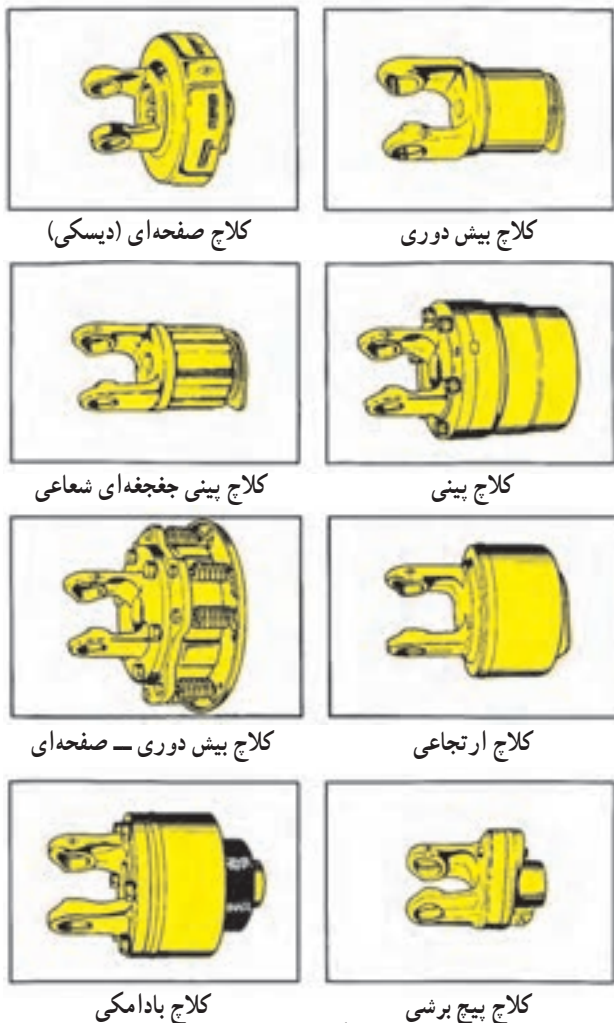 کلاچ بیش دوری
کلاچ صفحه‌ای (دیسکی)
کلاچ پینی
کلاچ پینی جغجغه‌ای شعاعی
کلاچ ارتجاعی
کلاچ بیش دوری ــ صفحه‌ای
کلاچ پیچ برشی
کلاچ بادامکی